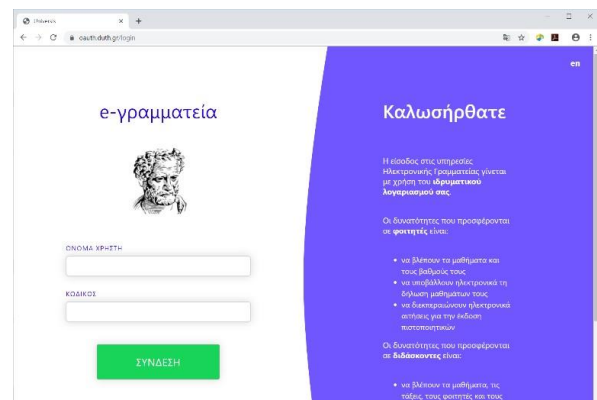 Universis
oauth.duth.gr/login
en
e-γραμματεία
ΟΝΟΜΑ ΧΡΗΣΤΗ
ΚΩΔΙΚΟΣ
ΣΥΝΔΕΣΗ
Καλωσήρθατε
Η είσοδος στις υπηρεσίες
Ηλεκτρονικής Γραμματείας γίνεται
με χρήση του ιδρυματικού
λογαριασμού σας.
Οι δυνατότητες που προσφέρονται
σε φοιτητές είναι:
να βλέπουν τα μαθήματα και
τους βαθμούς τους
να υποβάλλουν ηλεκτρονικά τη
δήλωση μαθημάτων τους
να διεκπεραιώνουν ηλεκτρονικά
αιτήσεις για την έκδοση
πιστοποιητικών
Οι δυνατότητες που προσφέρονται
σε διδάσκοντες είναι:
να βλέπουν τα μαθήματα, τις
τάξεις, τους φοιτητές και τους